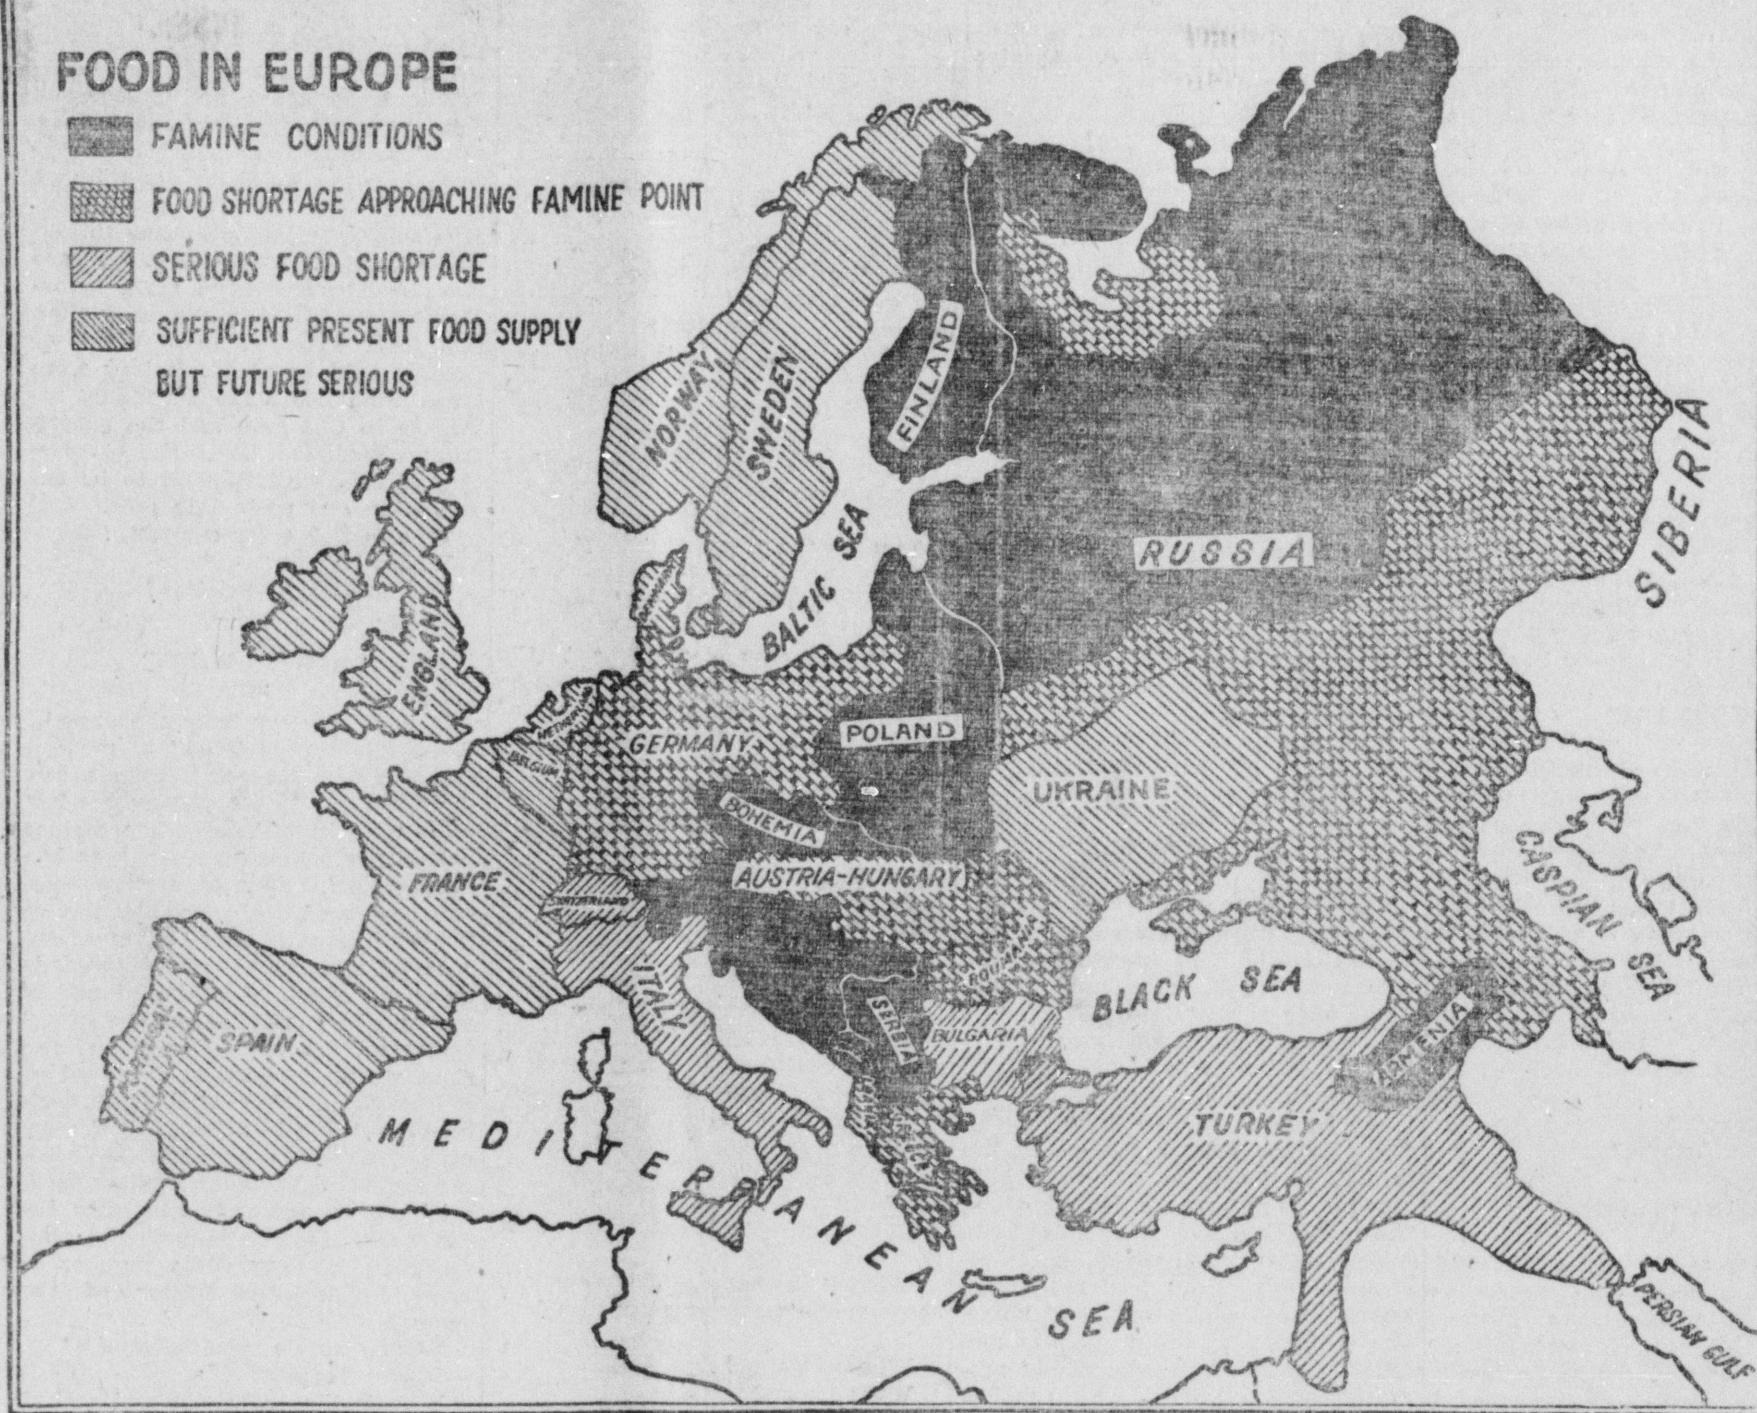 FOOD IN EUROPE
FAMINE CONDITIONS
FOOD SHORTAGE APPROACHING FAMINE POINT
SERIOUS FOOD SHORTAGE
SUFFICIENT PRESENT FOOD SUPPLY
BUT FUTURE SERIOUS
NORWAY
SWEDEN
FINLAND
BALTIC SEA
RUSSIA
SIBERIA
ENGLAND
BELGIUM
GERMANY
POLAND
BOHEMIA
UKRAINE
FRANCE
SWITZERLAND
AUSTRIA-HUNGARY
ROUMANIA
CASPIAN SEA
ITALY
SERBIA
BULGARIA
BLACK SEA
ARMENIA
PORTUGAL
SPAIN
TURKEY
MEDITERRANEAN SEA
PERSIAN GULF